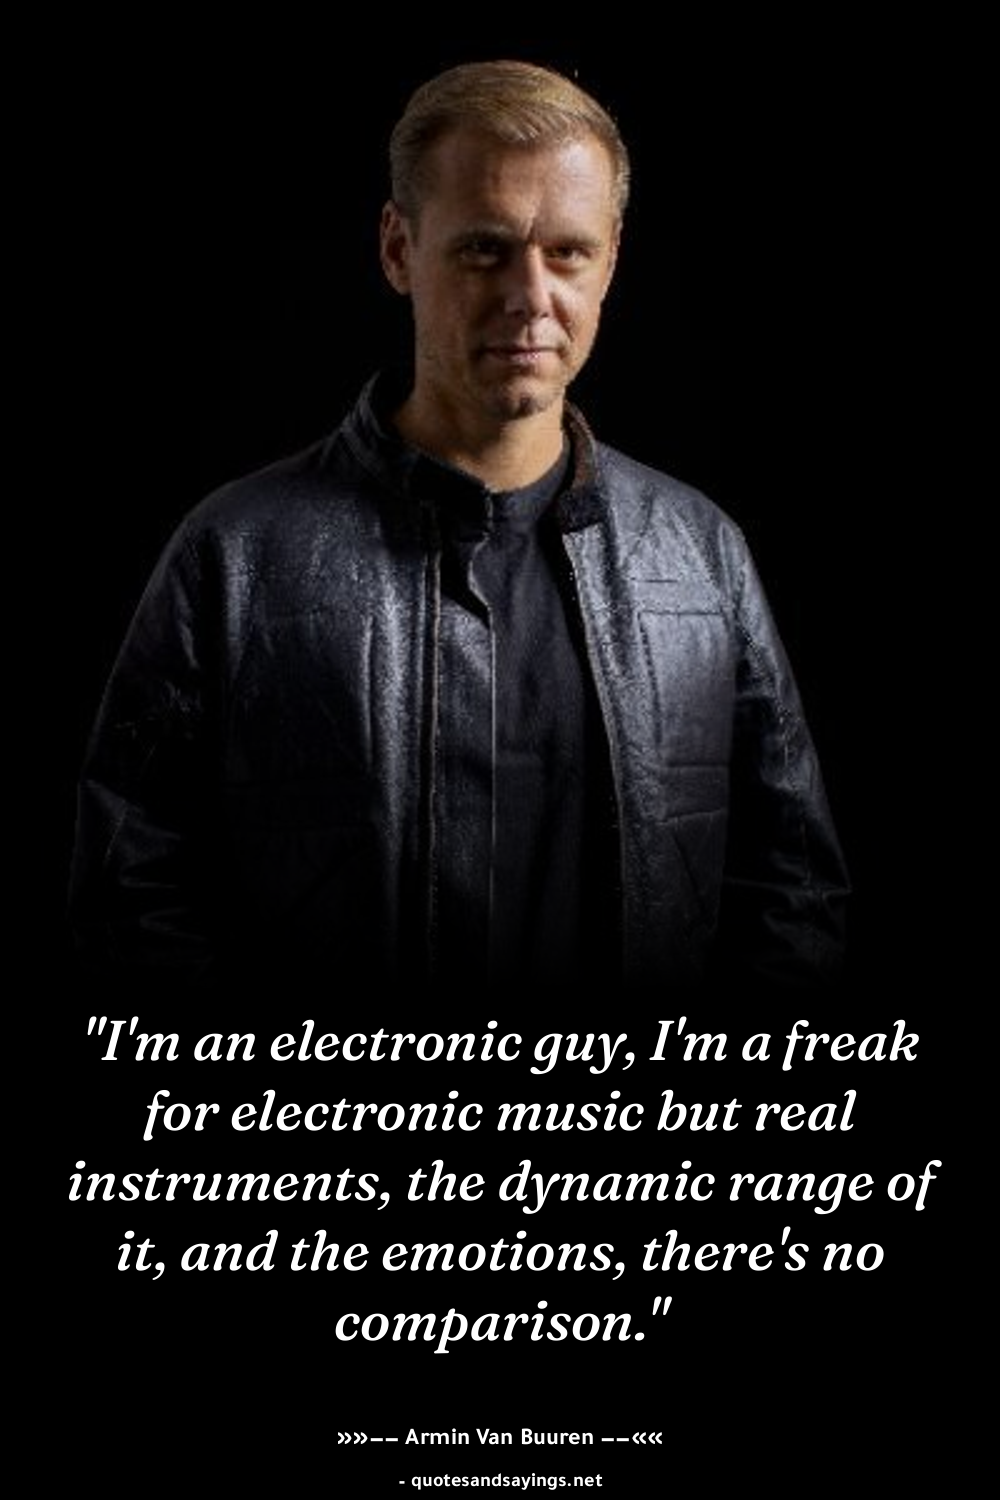 "I'm an electronic guy, I'm a freak
for electronic music but real
instruments, the dynamic range of
it, and the emotions, there's no
comparison."
»»−− Armin Van Buuren −−««
- quotesandsayings.net